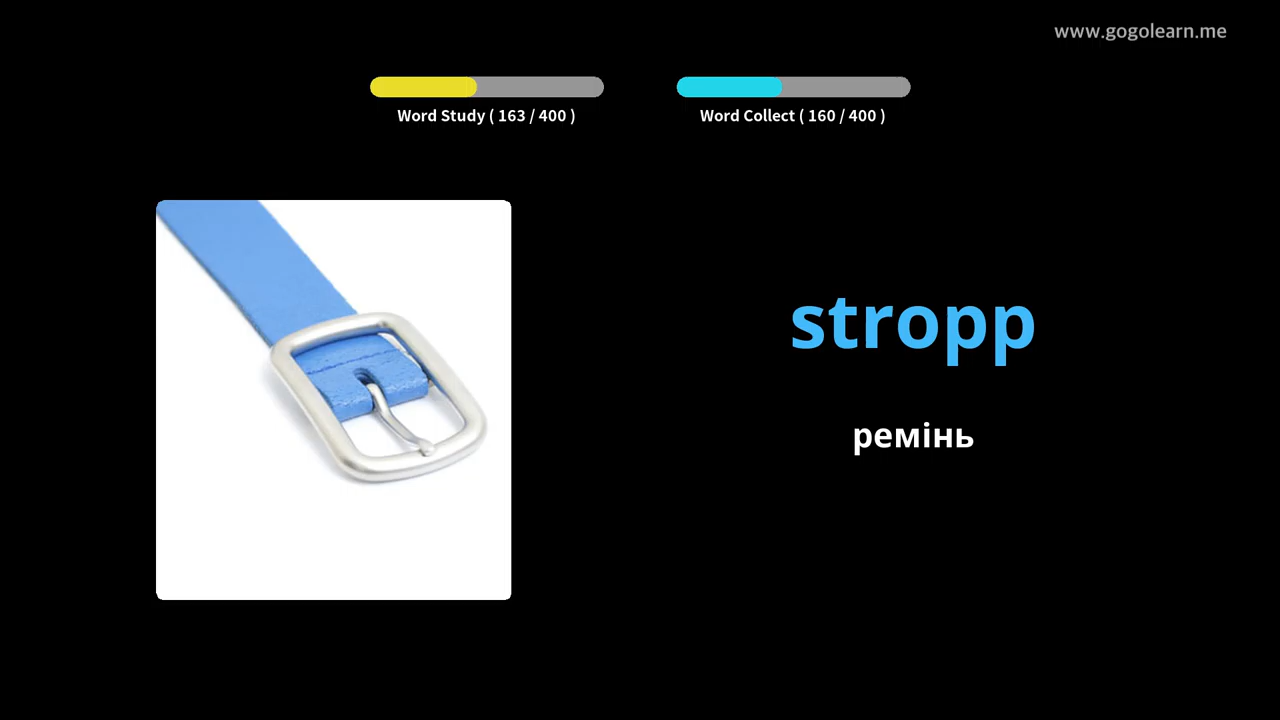 www.gogolearn.me
Word Study ( 163 / 400 )
Word Collect ( 160 / 400 )
stropp
ремінь